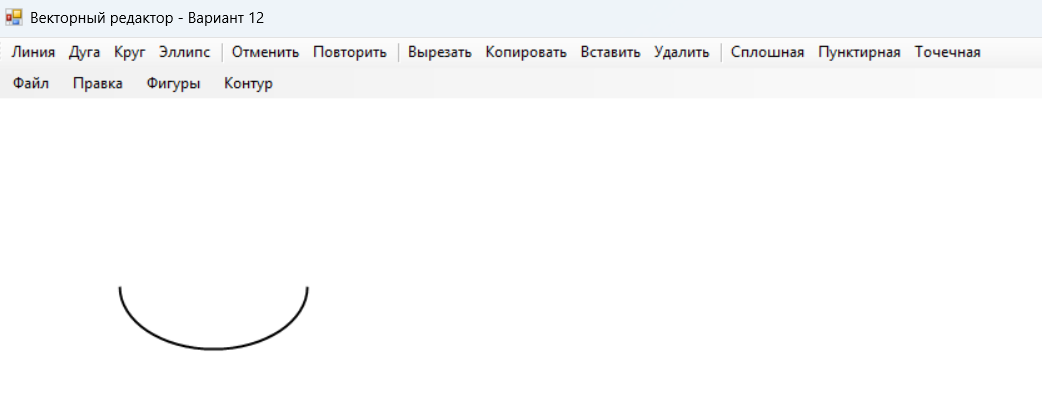 Векторный редактор - Вариант 12
Линия Дуга Круг Эллипс Отменить Повторить Вырезать Копировать Вставить Удалить Сплошная Пунктирная Точечная
Файл Правка Фигуры Контур